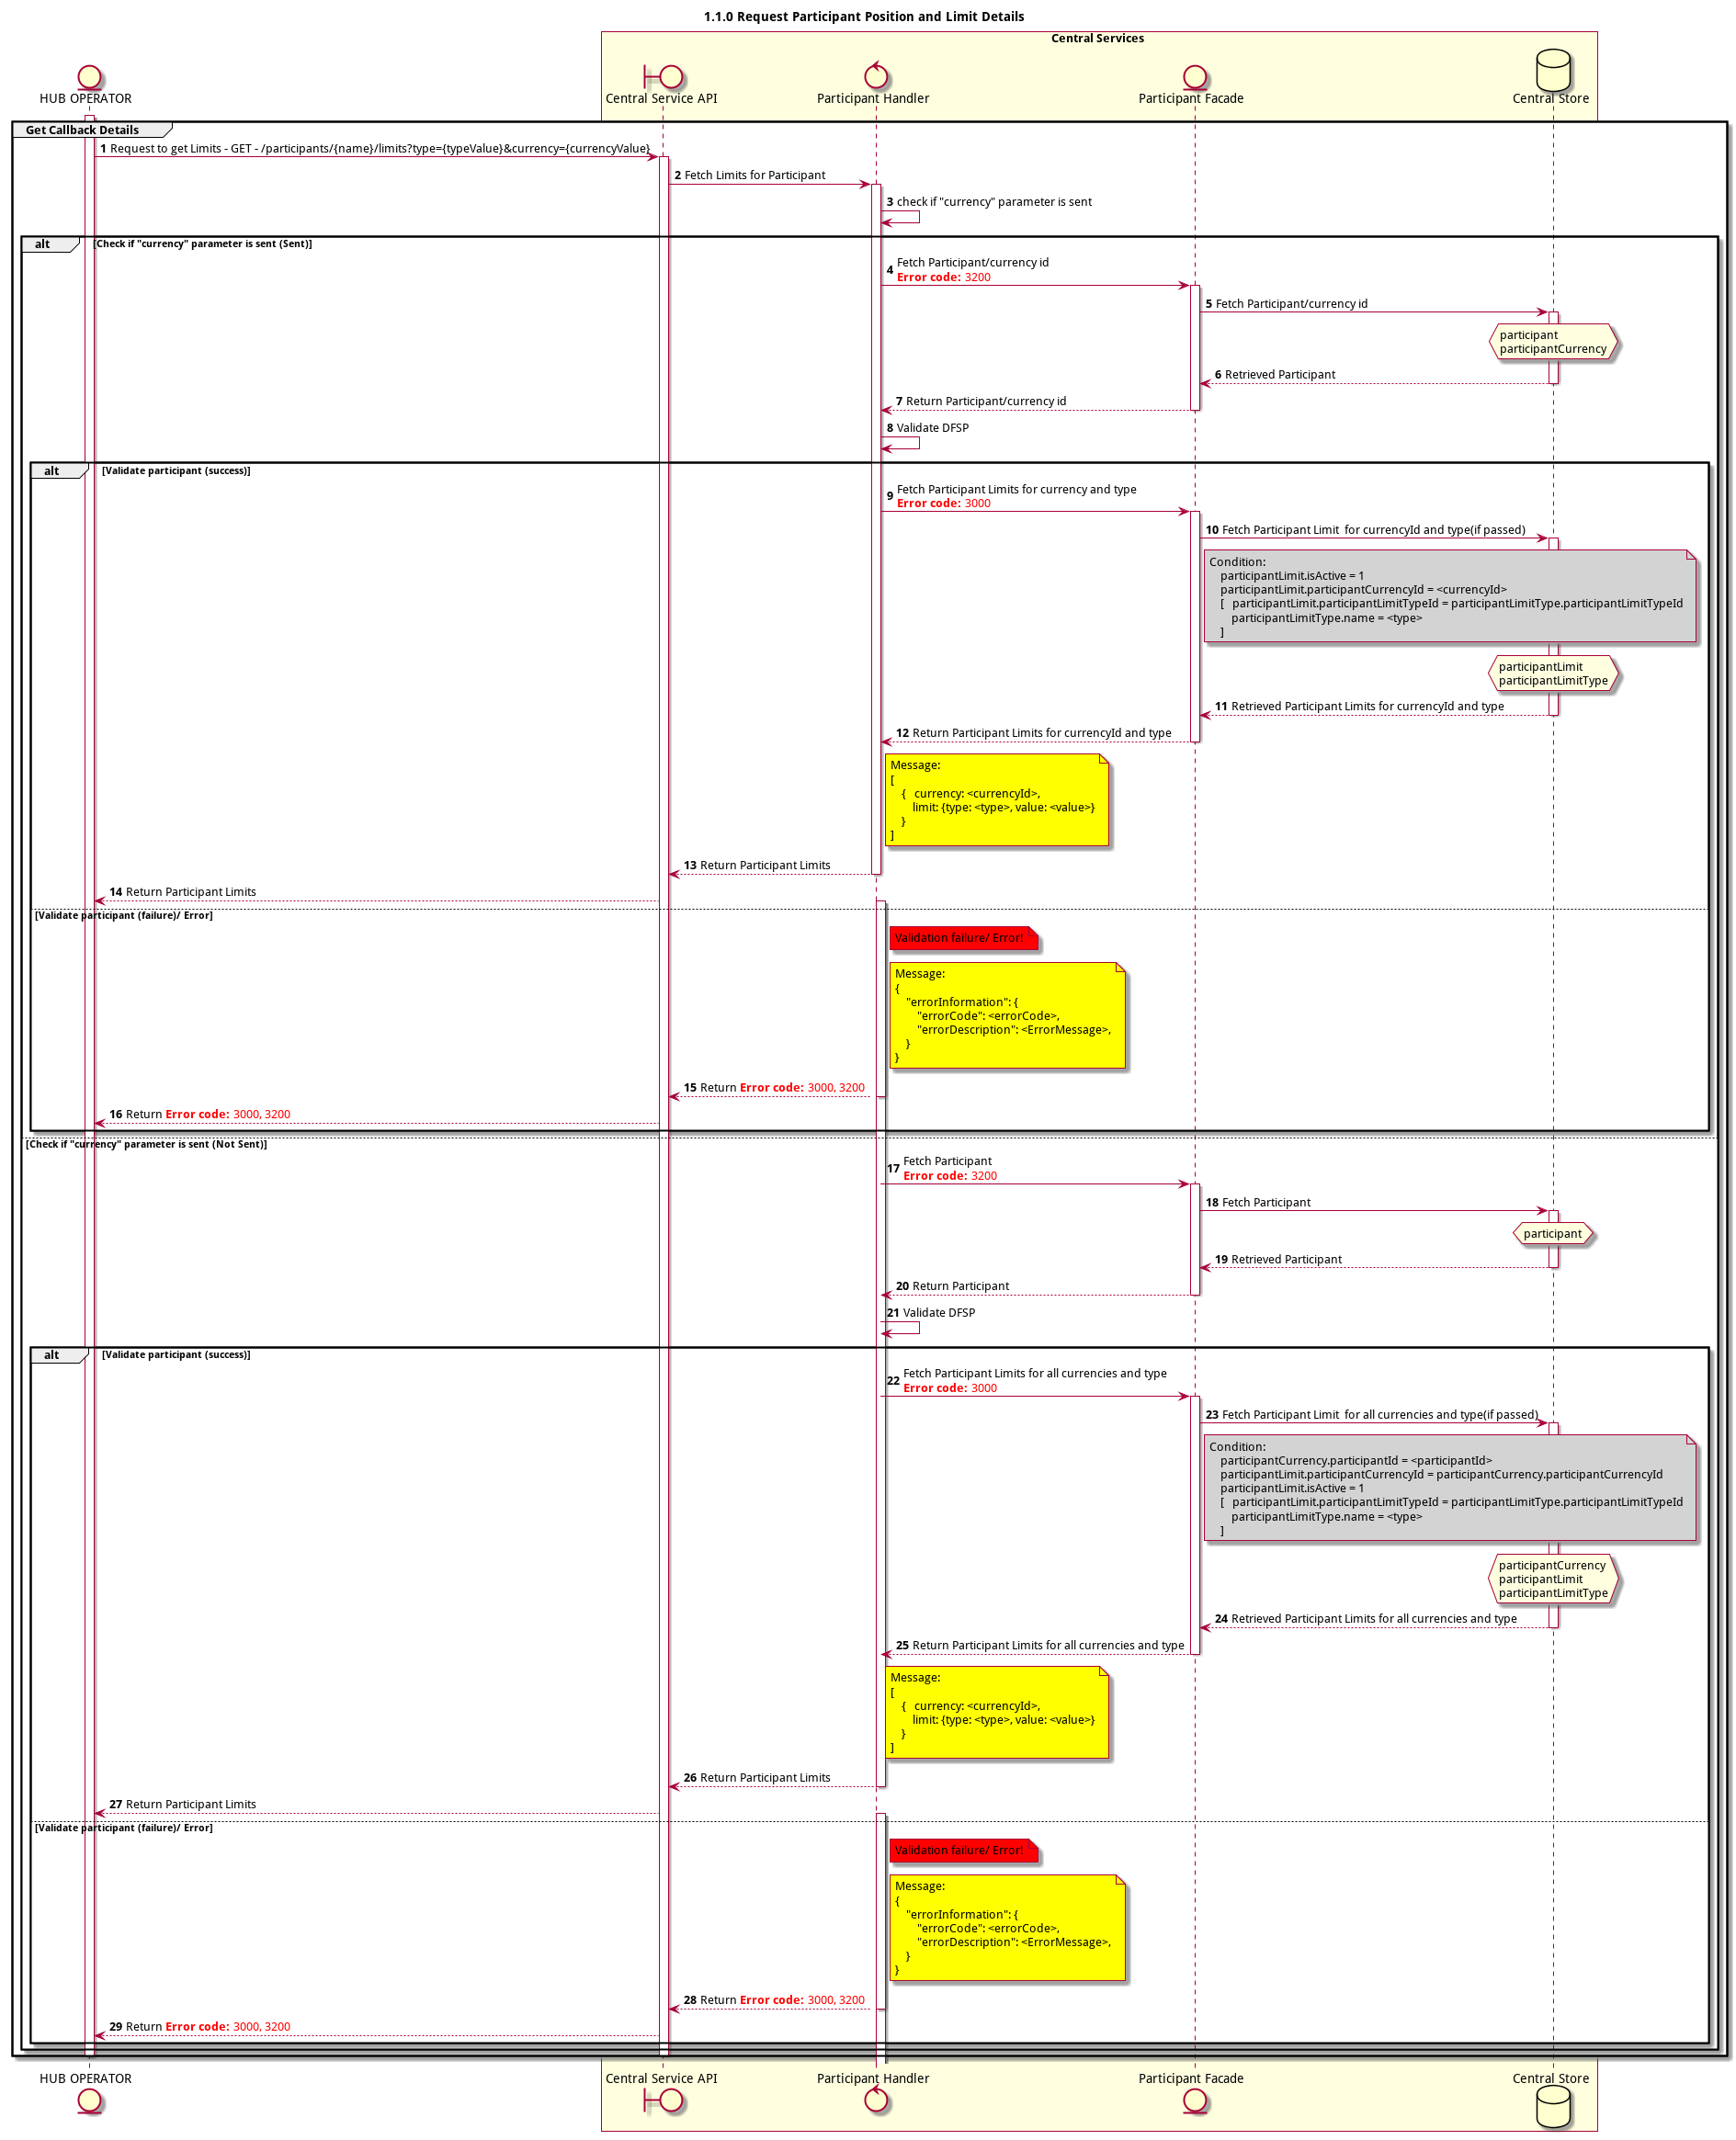 1.1.0 Request Participant Position and Limit Details
Central Services
HUB OPERATOR
Central Service API
Participant Handler
Participant Facade
Central Store
Get Callback Details
1 Request to get Limits - GET - /participants/{name}/limits?type={typeValue}&currency={currencyValue}
2 Fetch Limits for Participant
3 check if "currency" parameter is sent
alt [Check if "currency" parameter is sent (Sent)]
4 Fetch Participant/currency id
Error code: 3200
5 Fetch Participant/currency id
participant
participantCurrency
6 Retrieved Participant
7 Return Participant/currency id
8 Validate DFSP
alt [Validate participant (success)]
9 Fetch Participant Limits for currency and type
Error code: 3000
10 Fetch Participant Limit  for currencyId and type(if passed)
Condition:
participantLimit.isActive = 1
participantLimit.participantCurrencyId = <currencyId>
[   participantLimit.participantLimitTypeId = participantLimitType.participantLimitTypeId
participantLimitType.name = <type>
]
participantLimit
participantLimitType
11 Retrieved Participant Limits for currencyId and type
12 Return Participant Limits for currencyId and type
Message:
[
{   currency: <currencyId>,
limit: {type: <type>, value: <value>}
}
]
13 Return Participant Limits
14 Return Participant Limits
[Validate participant (failure)/ Error]
Validation failure/ Error!
Message:
{
"errorInformation": {
"errorCode": <errorCode>,
"errorDescription": <ErrorMessage>,
}
}
15 Return Error code: 3000, 3200
16 Return Error code: 3000, 3200
[Check if "currency" parameter is sent (Not Sent)]
17 Fetch Participant
Error code: 3200
18 Fetch Participant
participant
19 Retrieved Participant
20 Return Participant
21 Validate DFSP
alt [Validate participant (success)]
22 Fetch Participant Limits for all currencies and type
Error code: 3000
23 Fetch Participant Limit  for all currencies and type(if passed)
Condition:
participantCurrency.participantId = <participantId>
participantLimit.participantCurrencyId = participantCurrency.participantCurrencyId
participantLimit.isActive = 1
[   participantLimit.participantLimitTypeId = participantLimitType.participantLimitTypeId
participantLimitType.name = <type>
]
participantCurrency
participantLimit
participantLimitType
24 Retrieved Participant Limits for all currencies and type
25 Return Participant Limits for all currencies and type
Message:
[
{   currency: <currencyId>,
limit: {type: <type>, value: <value>}
}
]
26 Return Participant Limits
27 Return Participant Limits
[Validate participant (failure)/ Error]
Validation failure/ Error!
Message:
{
"errorInformation": {
"errorCode": <errorCode>,
"errorDescription": <ErrorMessage>,
}
}
28 Return Error code: 3000, 3200
29 Return Error code: 3000, 3200
HUB OPERATOR
Central Service API
Participant Handler
Participant Facade
Central Store